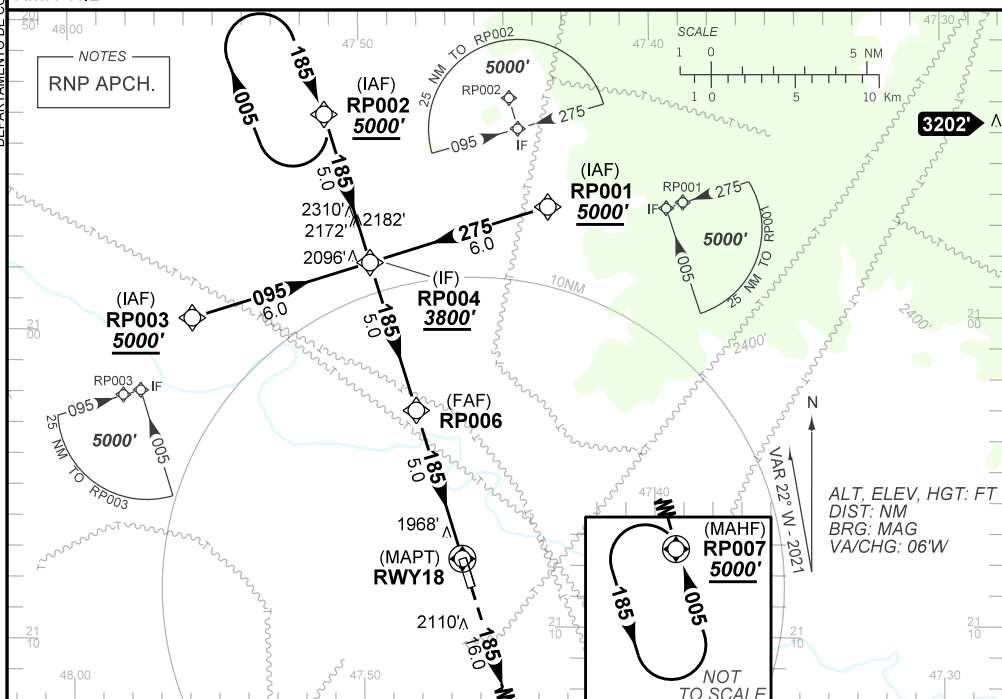 20
50'
48 00
47 50
47 40
47 30
NOTES
RNP APCH.
185
005
(IAF)
RP002
5000'
25 NM TO RP002
5000'
RP002
095
275
IF
SCALE
1 0 5 NM
1 0 5 10 Km
3202'
185
5.0
2310'
2182'
2172'
2096'
(IAF)
RP001
5000'
275
6.0
RP001
275
IF
5000'
005
25 NM TO RP001
(IAF)
RP003
5000'
095
6.0
(IF)
RP004
3800'
10NM
185
5.0
21
00
21
00
2400'
2400'
RP003
IF
095
5000'
005
25 NM TO RP003
(FAF)
RP006
185
5.0
N
VAR 22° W - 2021
ALT, ELEV, HGT: FT
DIST: NM
BRG: MAG
VA/CHG: 06'W
1968'
(MAPT)
RWY18
47 40
(MAHF)
RP007
5000'
185
005
NOT
TO SCALE
2110'
185
16.0
21
10
21
10
21
10
21
10
48 00
47 50
47 30